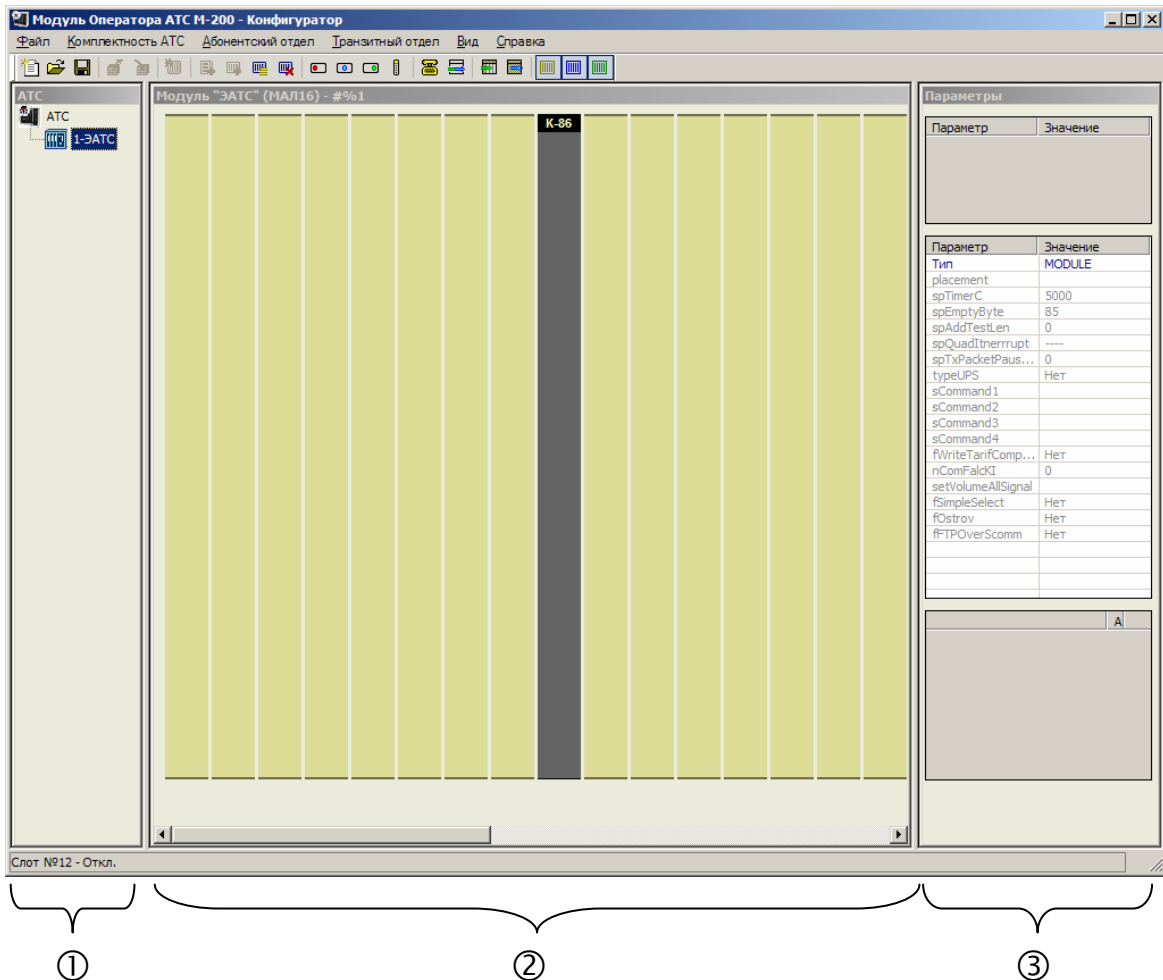 Модуль Оператора АТС М-200 - Конфигуратор
Файл Комплектность АТС Абонентский отдел Транзитный отдел Вид Справка
АТС
АТС
1-ЭАТС
Модуль "ЭАТС" (МАЛ16) - #%1
К-86
Параметры
Параметр Значение
Параметр Значение
Тип MODULE
placement
spTimerC 5000
spEmptyByte 85
spAddTestLen 0
spQuadItnerrrupt ----
spTxPacketPaus... 0
typeUPS Нет
sCommand1
sCommand2
sCommand3
sCommand4
fWriteTarifComp... Нет
nComFalcKI 0
setVolumeAllSignal
fSimpleSelect Нет
fOstrov Нет
fFTPOverScomm Нет
А
Слот №12 - Откл.
① ② ③